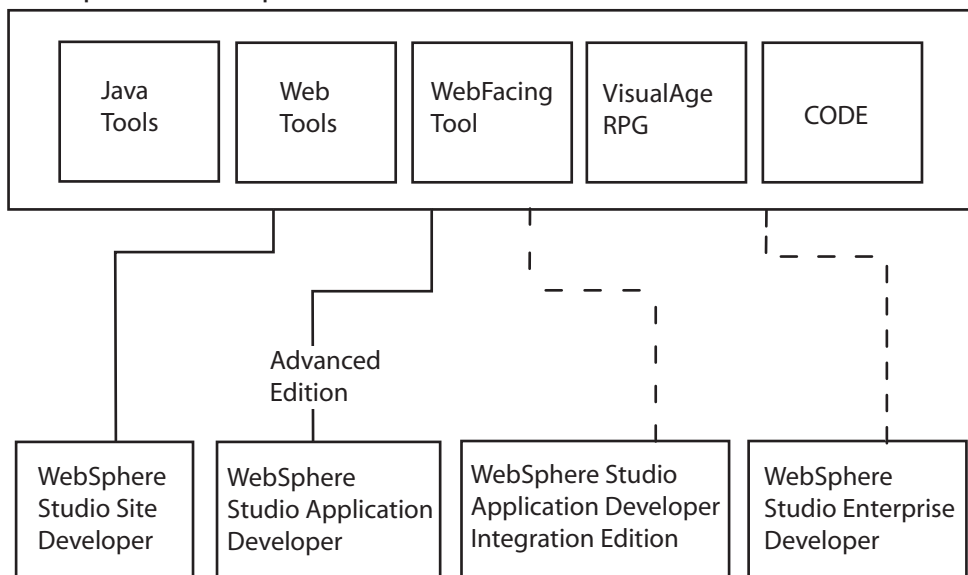 Java
Tools
Web
Tools
WebFacing
Tool
VisualAge
RPG
CODE
Advanced
Edition
WebSphere
Studio Site
Developer
WebSphere
Studio Application
Developer
WebSphere Studio
Application Developer
Integration Edition
WebSphere
Studio Enterprise
Developer